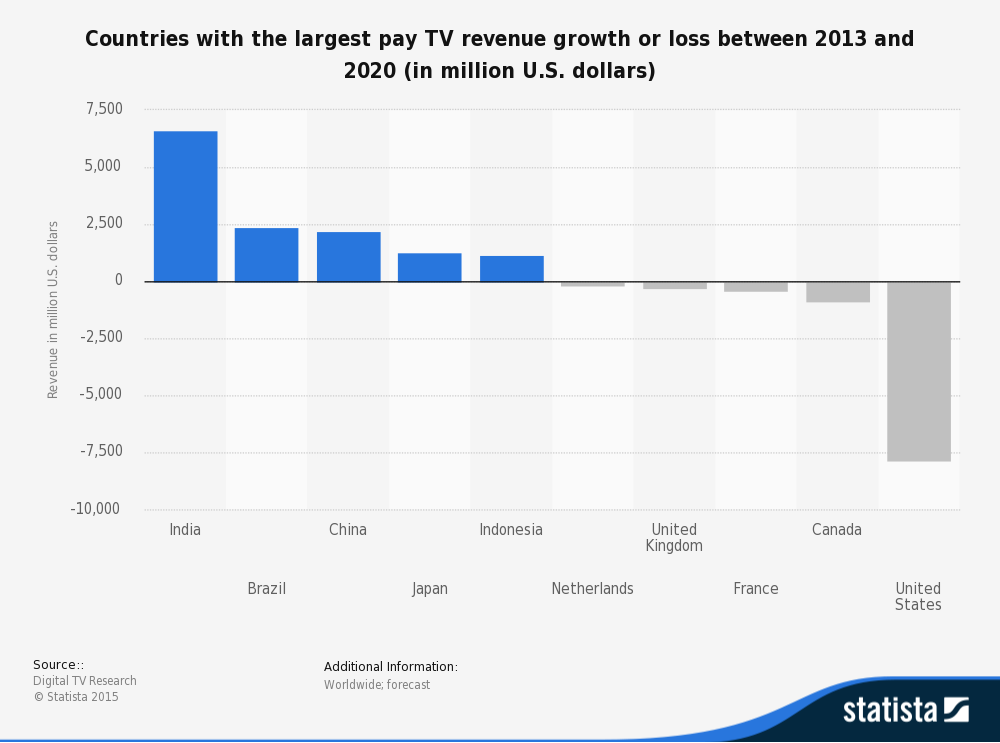 Countries with the largest pay TV revenue growth or loss between 2013 and
2020 (in million U.S. dollars)
7,500
5,000
2,500
0
-2,500
-5,000
-7,500
-10,000
Revenue in million U.S. dollars
India
China
Indonesia
United
Kingdom
Canada
Brazil
Japan
Netherlands
France
United
States
Source::
Digital TV Research
© Statista 2015
Additional Information:
Worldwide; forecast
statista